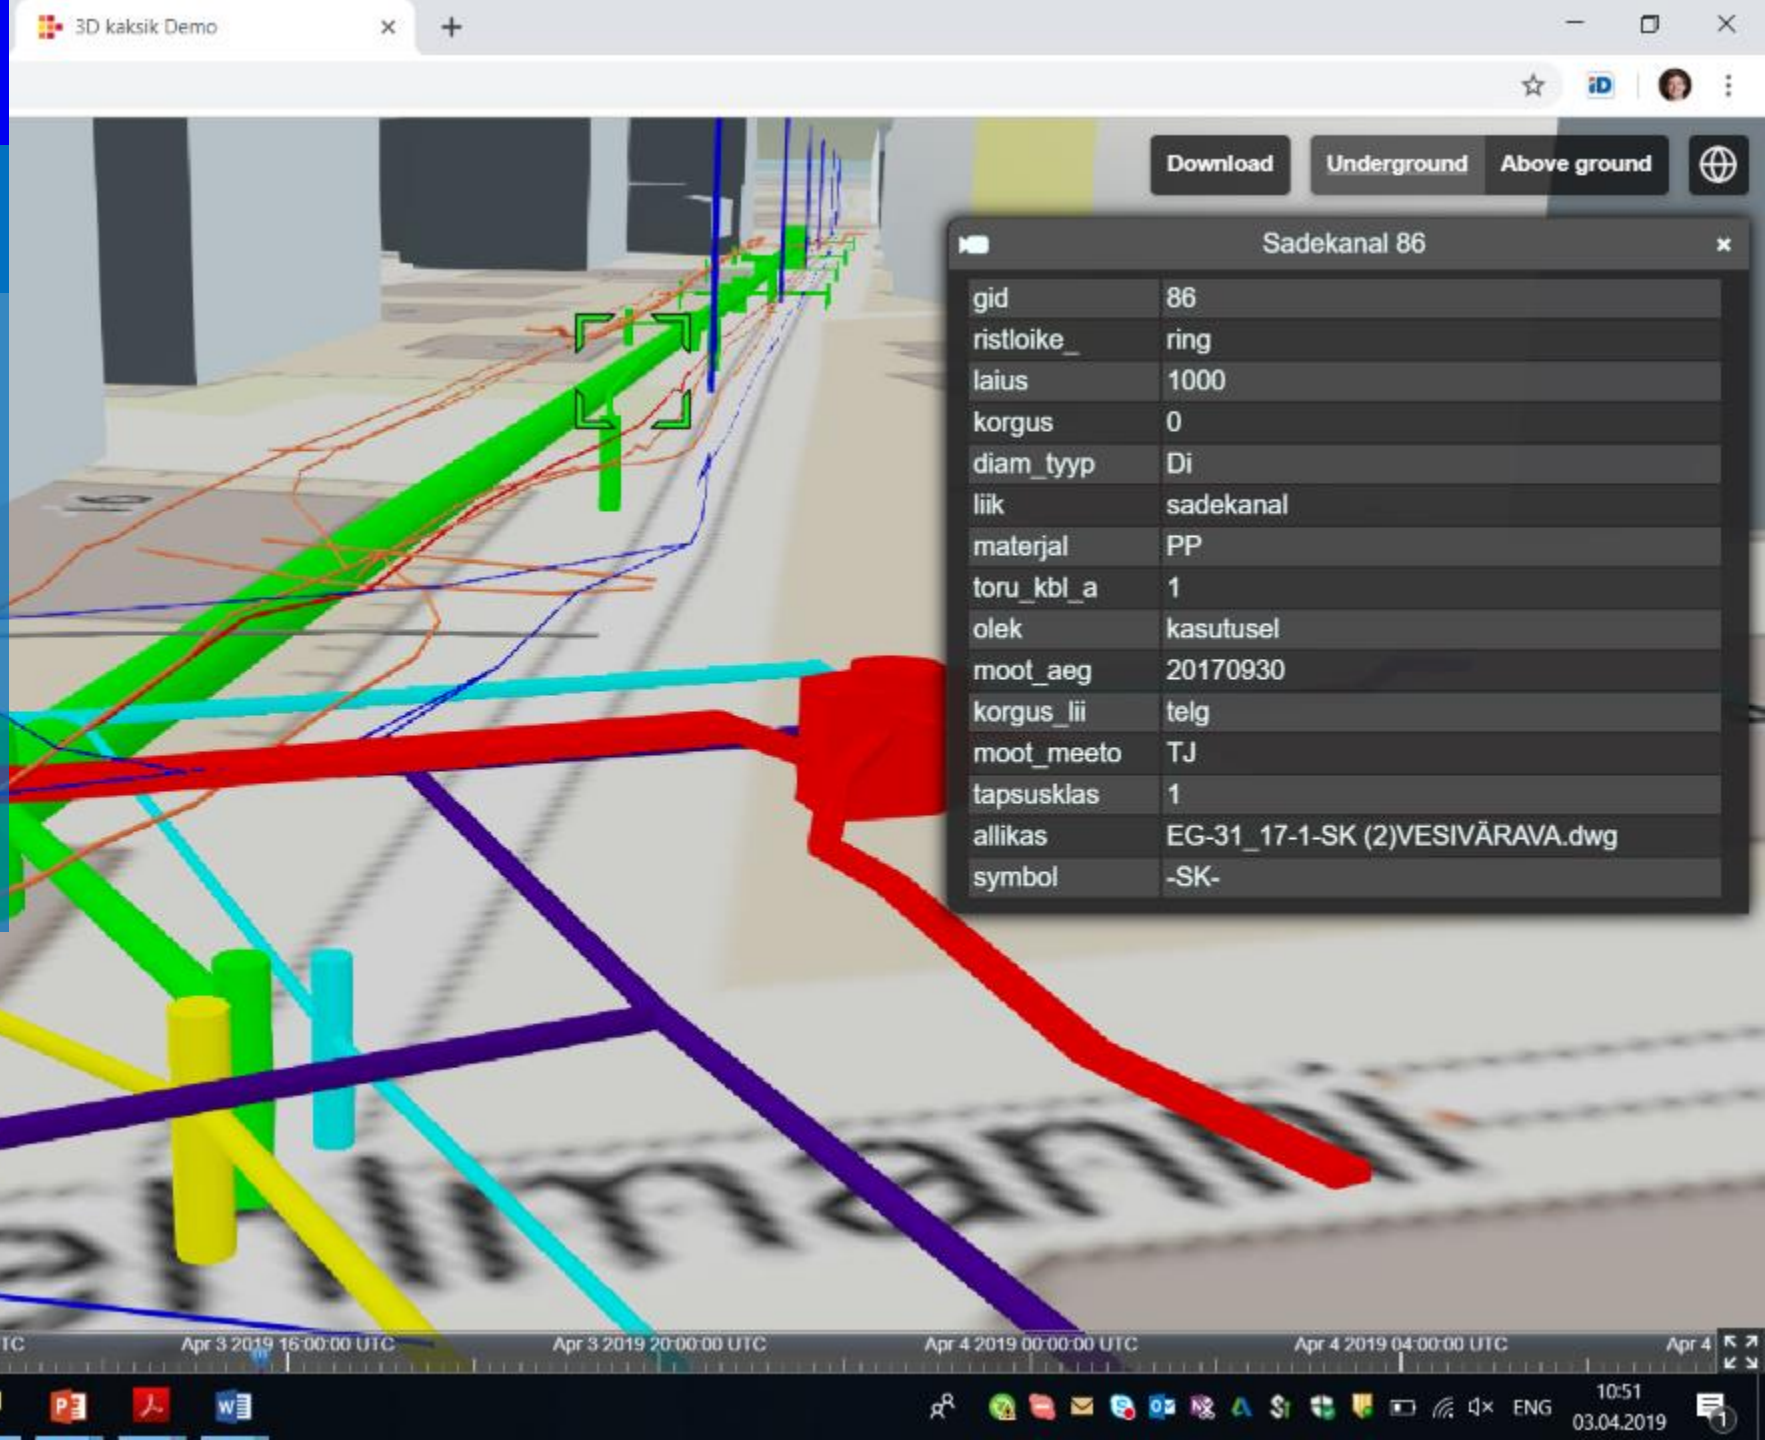 3D kaksik Demo
Download
Underground
Above ground
Sadekanal 86
gid 86
ristloike_ ring
laius 1000
korgus 0
diam_tyyp Di
liik sadekanal
materjal PP
toru_kbl_a 1
olek kasutusel
moot_aeg 20170930
korgus_lii telg
moot_meeto TJ
tapsusklas 1
allikas EG-31_17-1-SK (2)VESIVÄRAVA.dwg
symbol -SK-
TC Apr 3 2019 16:00:00 UTC Apr 3 2019 20:00:00 UTC Apr 4 2019 00:00:00 UTC Apr 4 2019 04:00:00 UTC Apr 4
ENG
10:51
03.04.2019